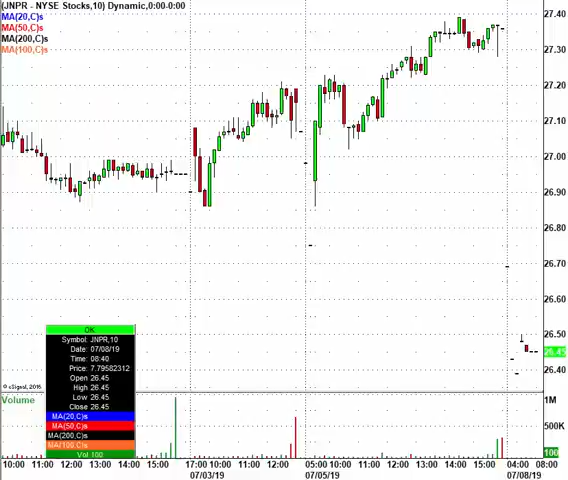 (JNPR - NYSE Stocks,10) Dynamic,0:00-0:00
MA(20,C)s
MA(50,C)s
MA(200,C)s
MA(100,C)s
27.40
27.30
27.20
27.10
27.00
26.90
26.80
26.70
26.60
26.50
26.45
26.40
OK
Symbol: JNPR,10
Date: 07/08/19
Time: 08:40
Price: 7.79582312
Open 26.45
High 26.45
Low 26.45
Close 26.45
MA(20,C)s
MA(50,C)s
MA(200,C)s
MA(100,C)s
Vol 100
© eSignal, 2016
Volume
1M
500K
100
10:00 11:00 12:00 13:00 14:00 15:00 17:00 10:00 11:00 12:00 05:00 10:00 11:00 12:00 13:00 14:00 15:00 04:00 08:00
07/03/19 07/05/19 07/08/19